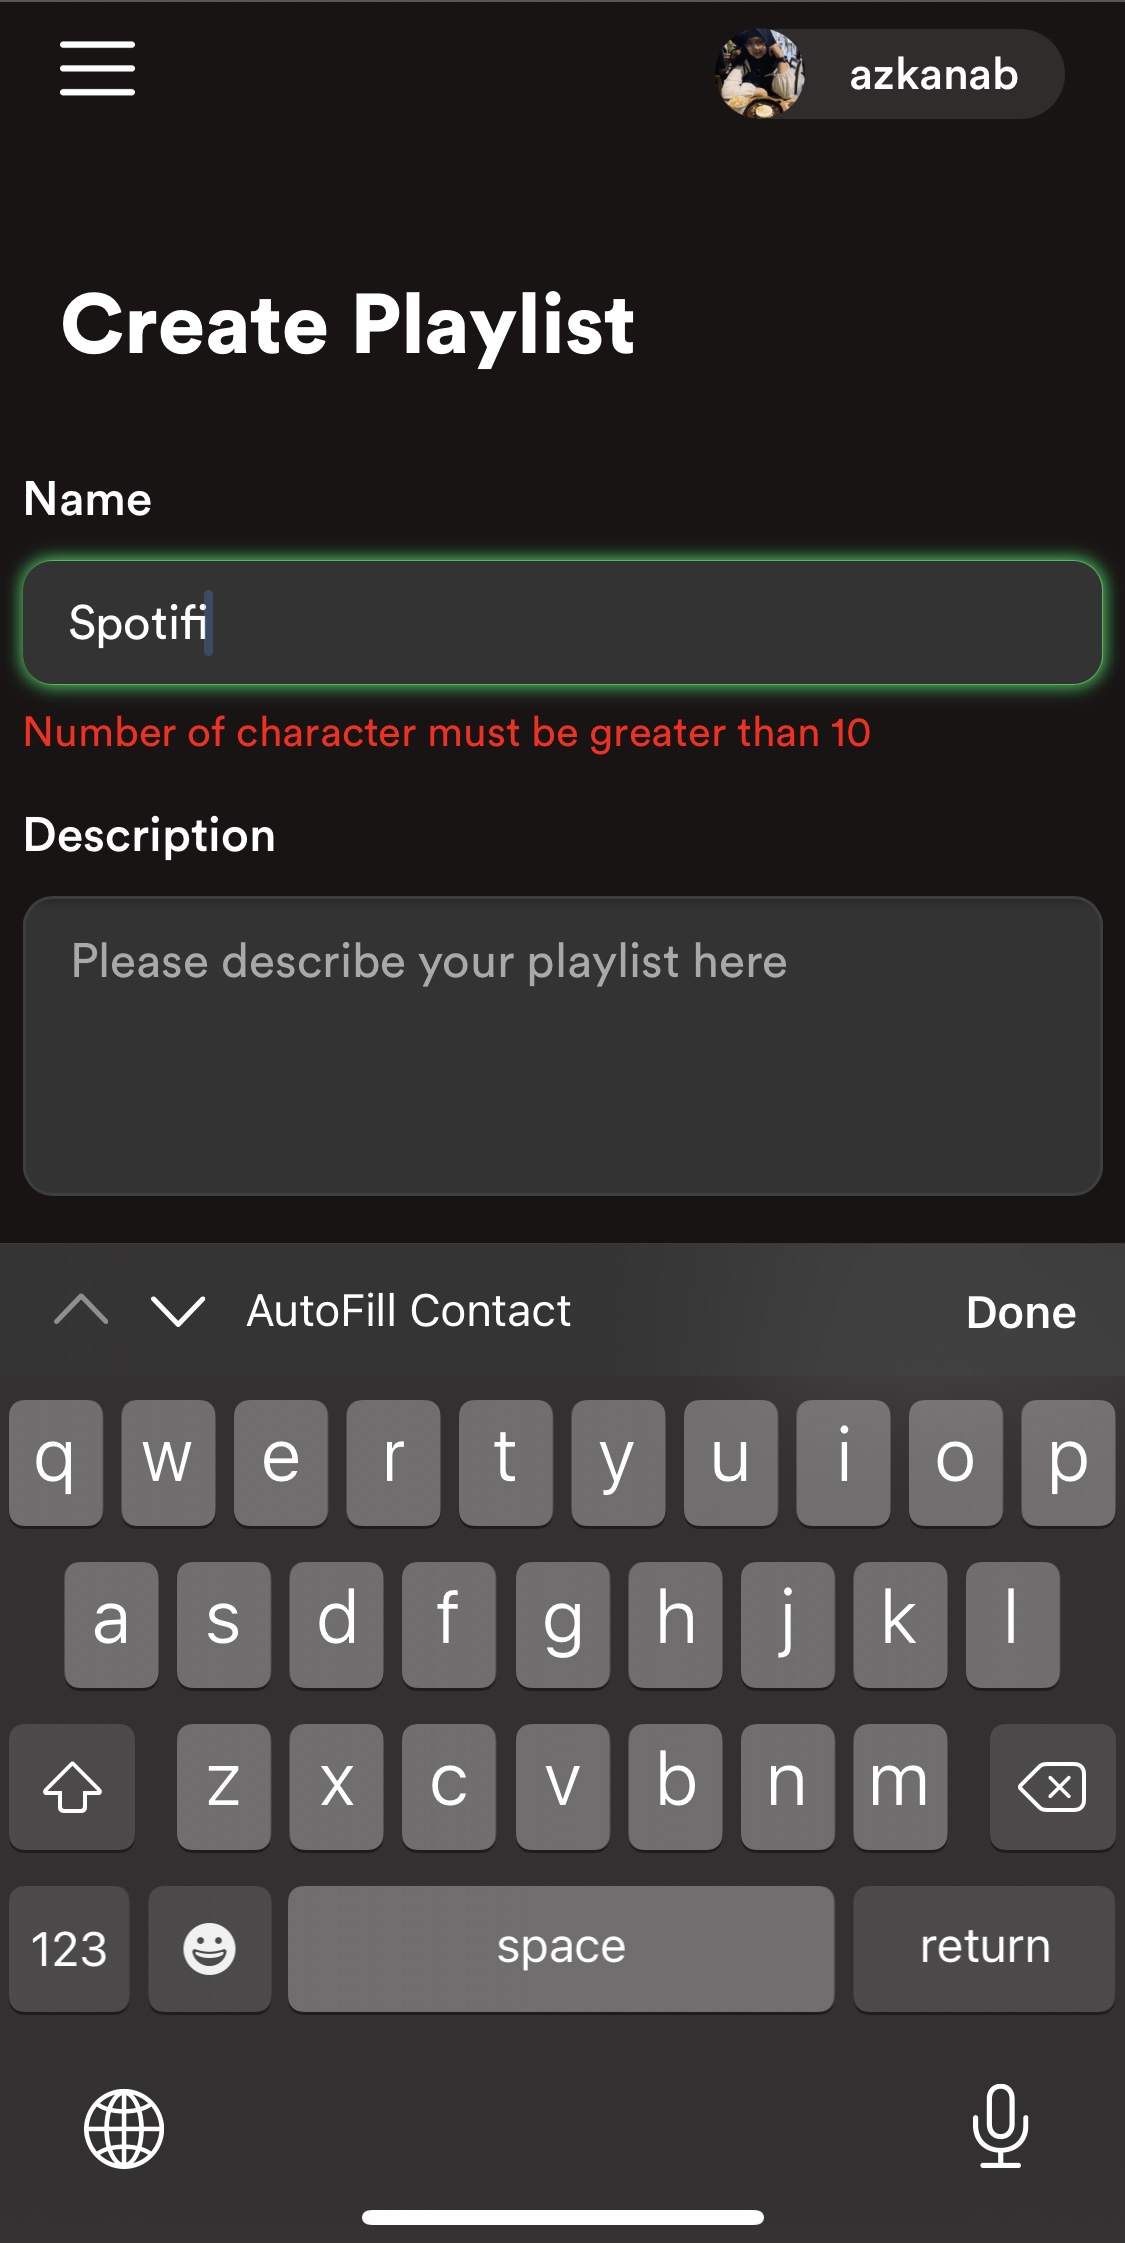 azkanab
Create Playlist
Name
Spotifi
Number of character must be greater than 10
Description
Please describe your playlist here
AutoFill Contact Done
q w e r t y u i o p
a s d f g h j k l
z x c v b n m
123 space return